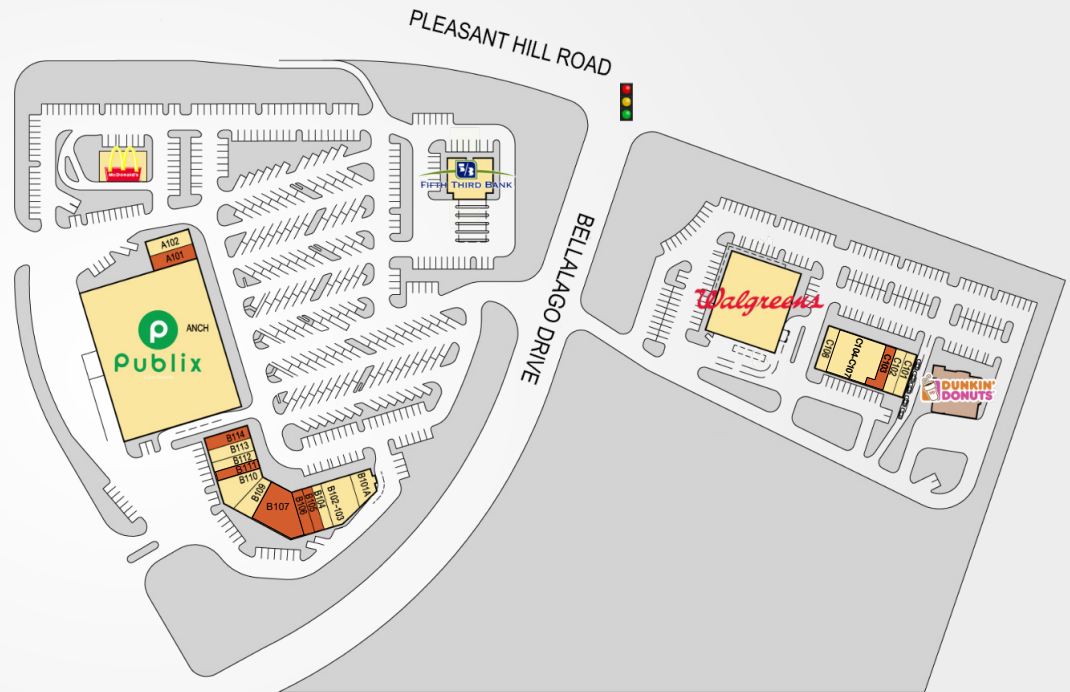 PLEASANT HILL ROAD
McDonald's
FIFTH THIRD BANK
BELLALAGO DRIVE
A102
A101
P
Publix
ANCH
Walgreens
C108
C104-C107
C103
C102
C101
DUNKIN'
DONUTS
B114
B113
B112
B111
B110
B109
B107
B106
B105
B104
B102-103
B101A